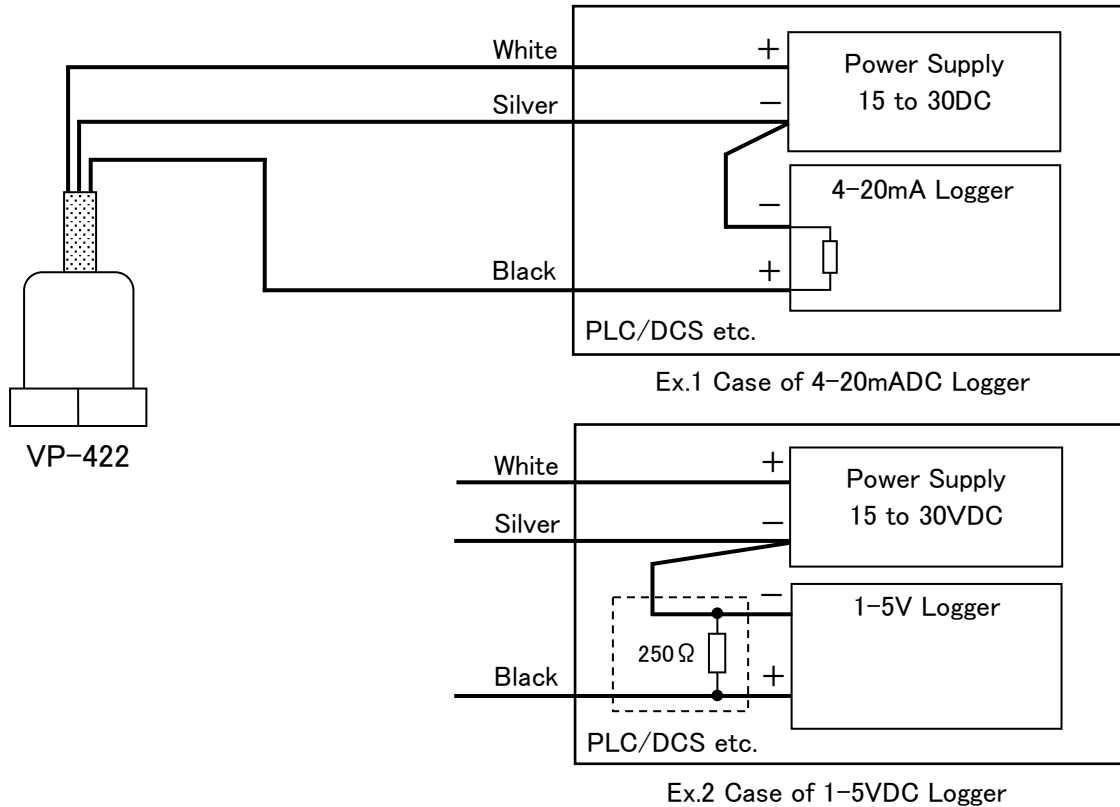 White
+
Power Supply
15 to 30DC
Silver
−
4-20mA Logger
−
Black
+
PLC/DCS etc.
Ex.1 Case of 4-20mADC Logger
VP-422
White
+
Power Supply
15 to 30VDC
Silver
−
−
1-5V Logger
250Ω
Black
+
PLC/DCS etc.
Ex.2 Case of 1-5VDC Logger